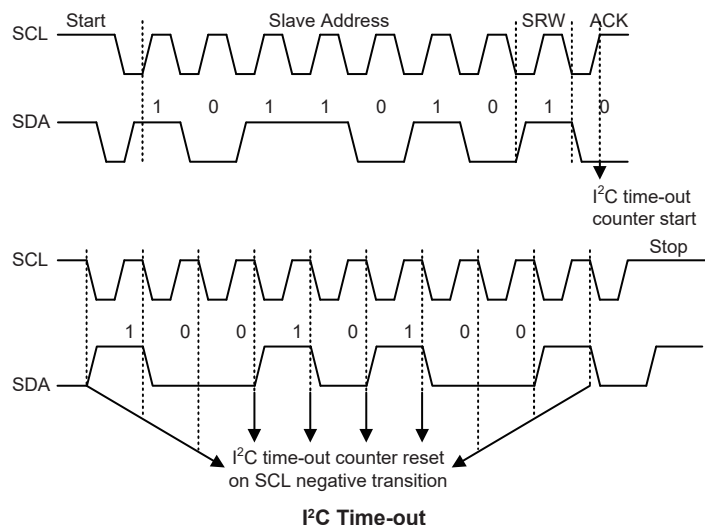 Start Slave Address SRW ACK
SCL
1 0 1 1 0 1 0 1 0
SDA
I²C time-out
counter start
Stop
SCL
1 0 0 1 0 1 0 0
SDA
I²C time-out counter reset
on SCL negative transition
I²C Time-out